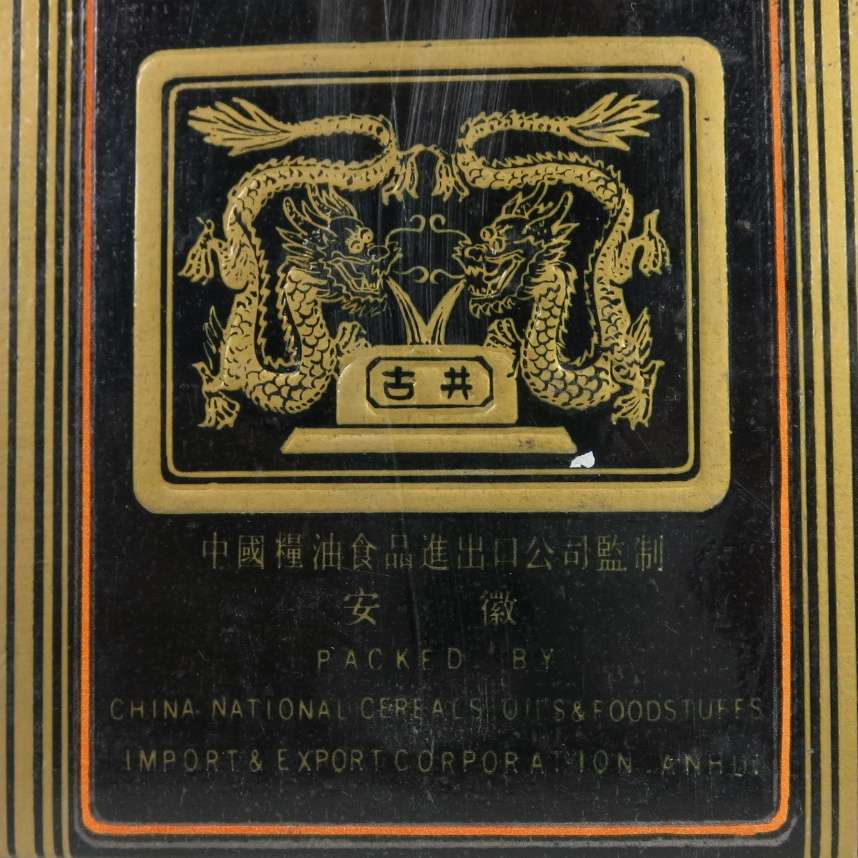 古井
中國糧油食品進出口公司監制
安 徽
PACKED BY
CHINA NATIONAL CEREALS OILS & FOODSTUFFS
IMPORT & EXPORT CORPORATION ANHUI